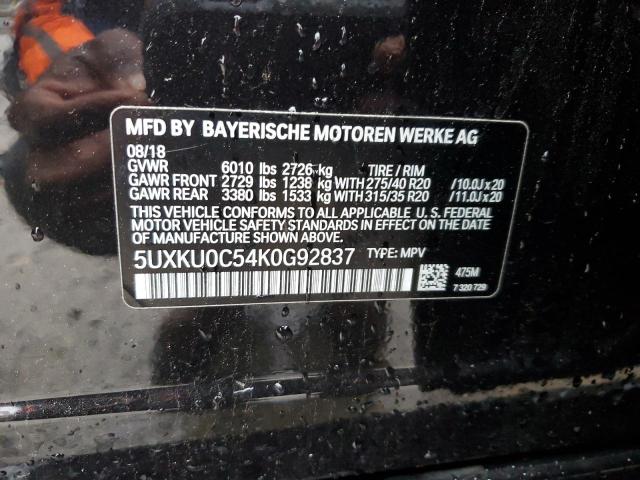 MFD BY BAYERISCHE MOTOREN WERKE AG
08/18
GVWR 6010 lbs 2726 kg TIRE / RIM
GAWR FRONT 2729 lbs 1238 kg WITH 275/40 R20 / 10.0J x 20
GAWR REAR 3380 lbs 1533 kg WITH 315/35 R20 / 11.0J x 20
THIS VEHICLE CONFORMS TO ALL APPLICABLE U. S. FEDERAL
MOTOR VEHICLE SAFETY STANDARDS IN EFFECT ON THE DATE
OF MANUFACTURE SHOWN ABOVE.
5UXKU0C54K0G92837 TYPE: MPV
475M
7 320 729